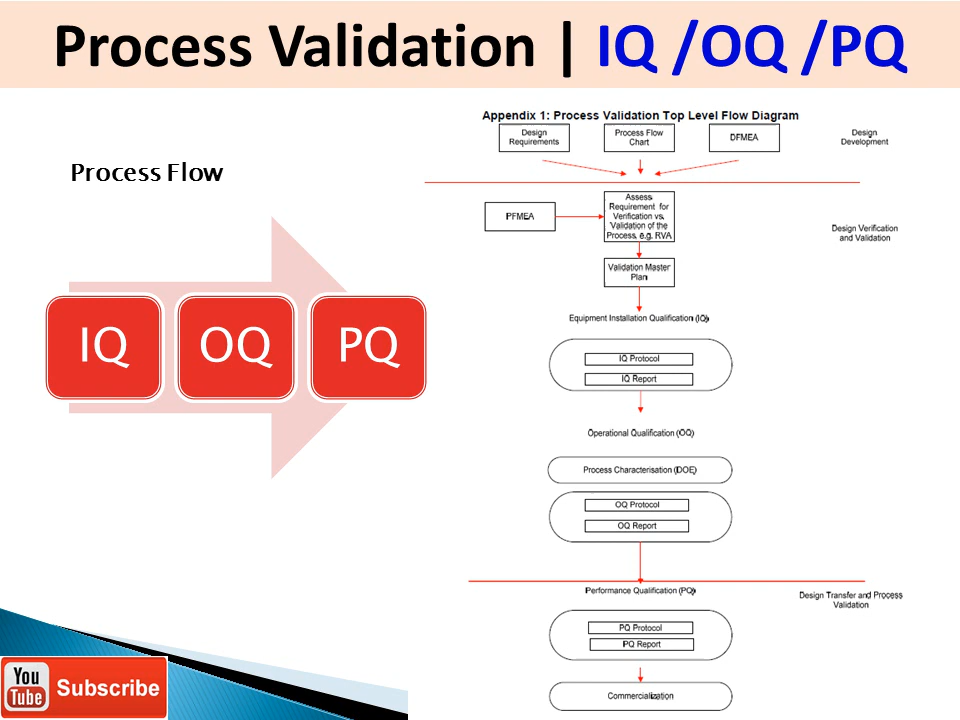 Process Validation | IQ /OQ /PQ
Process Flow
IQ
OQ
PQ
Appendix 1: Process Validation Top Level Flow Diagram
Design
Requirements
Process Flow
Chart
DFMEA
Design
Development
PFMEA
Assess
Requirement for
Verification vs.
Validation of the
Process, e.g. RVA
Design Verification
and Validation
Validation Master
Plan
Equipment Installation Qualification (IQ)
IQ Protocol
IQ Report
Operational Qualification (OQ)
Process Characterisation (DOE)
OQ Protocol
OQ Report
Performance Qualification (PQ)
Design Transfer and Process
Validation
PQ Protocol
PQ Report
Commercialization
You
Tube
Subscribe